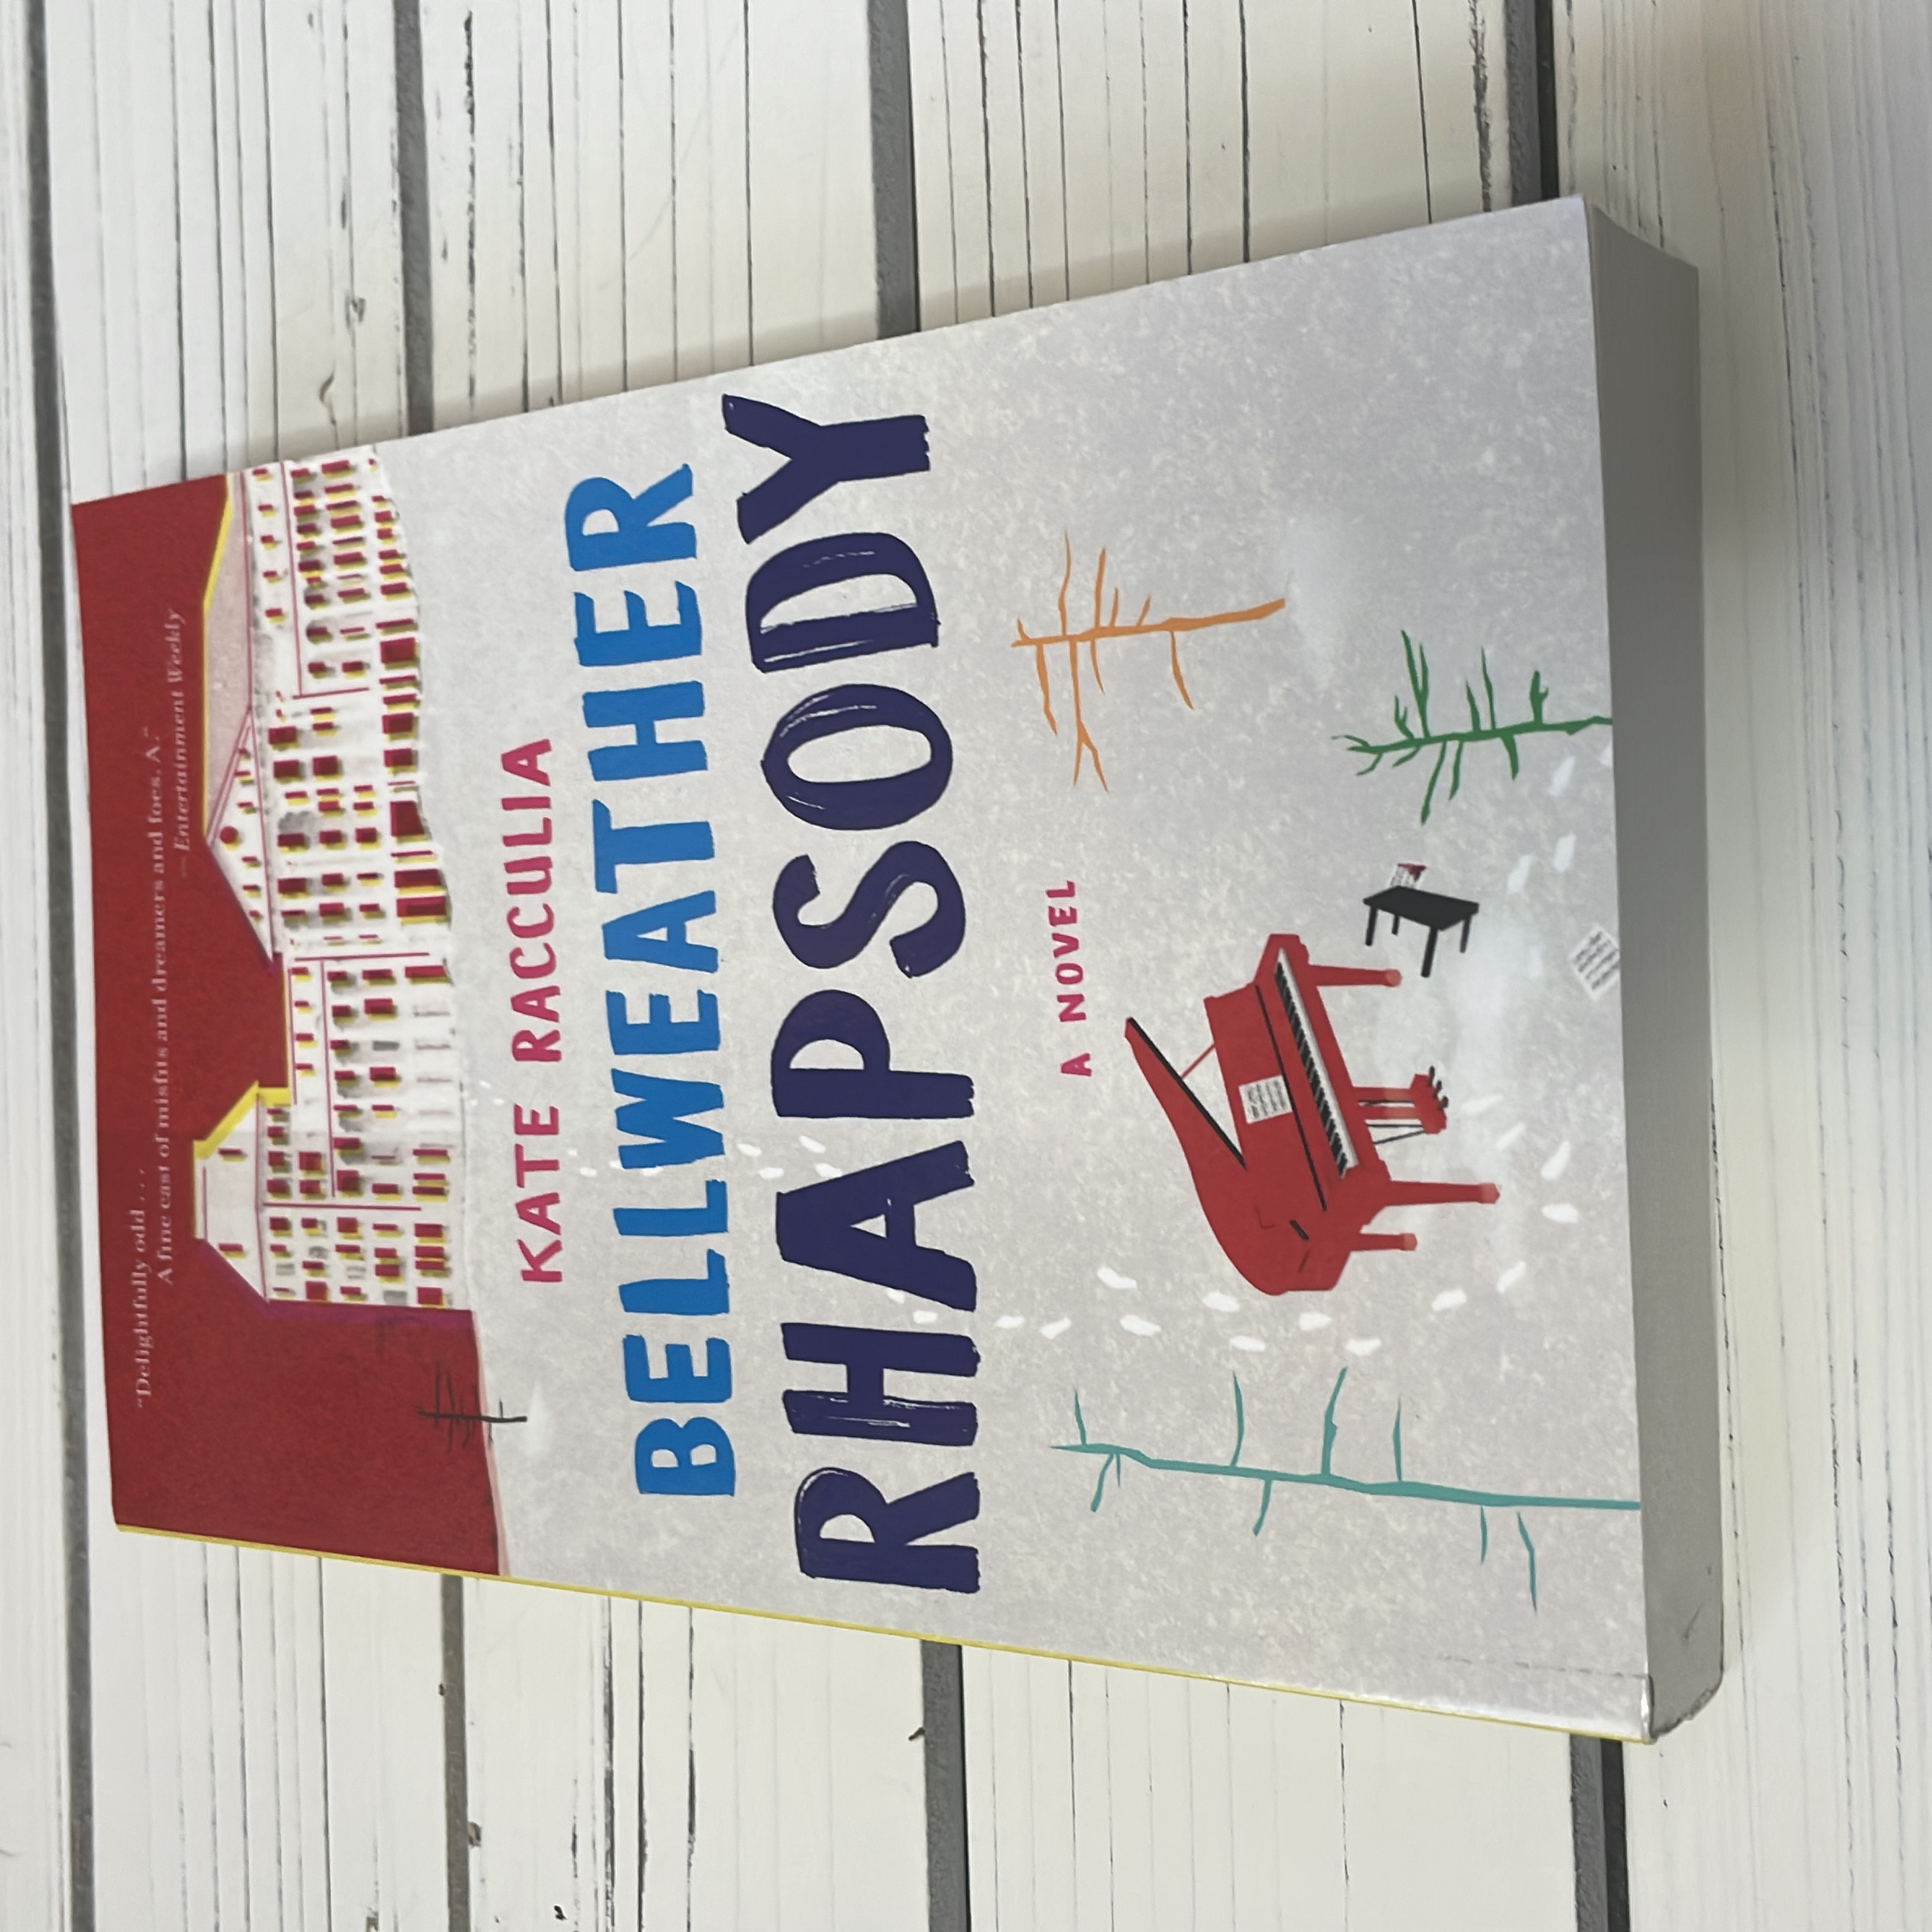 “Delightfully odd . . .
A fine cast of misfits and dreamers and foes. A.”
—Entertainment Weekly
KATE RACCULIA
BELLWEATHER
RHAPSODY
A NOVEL